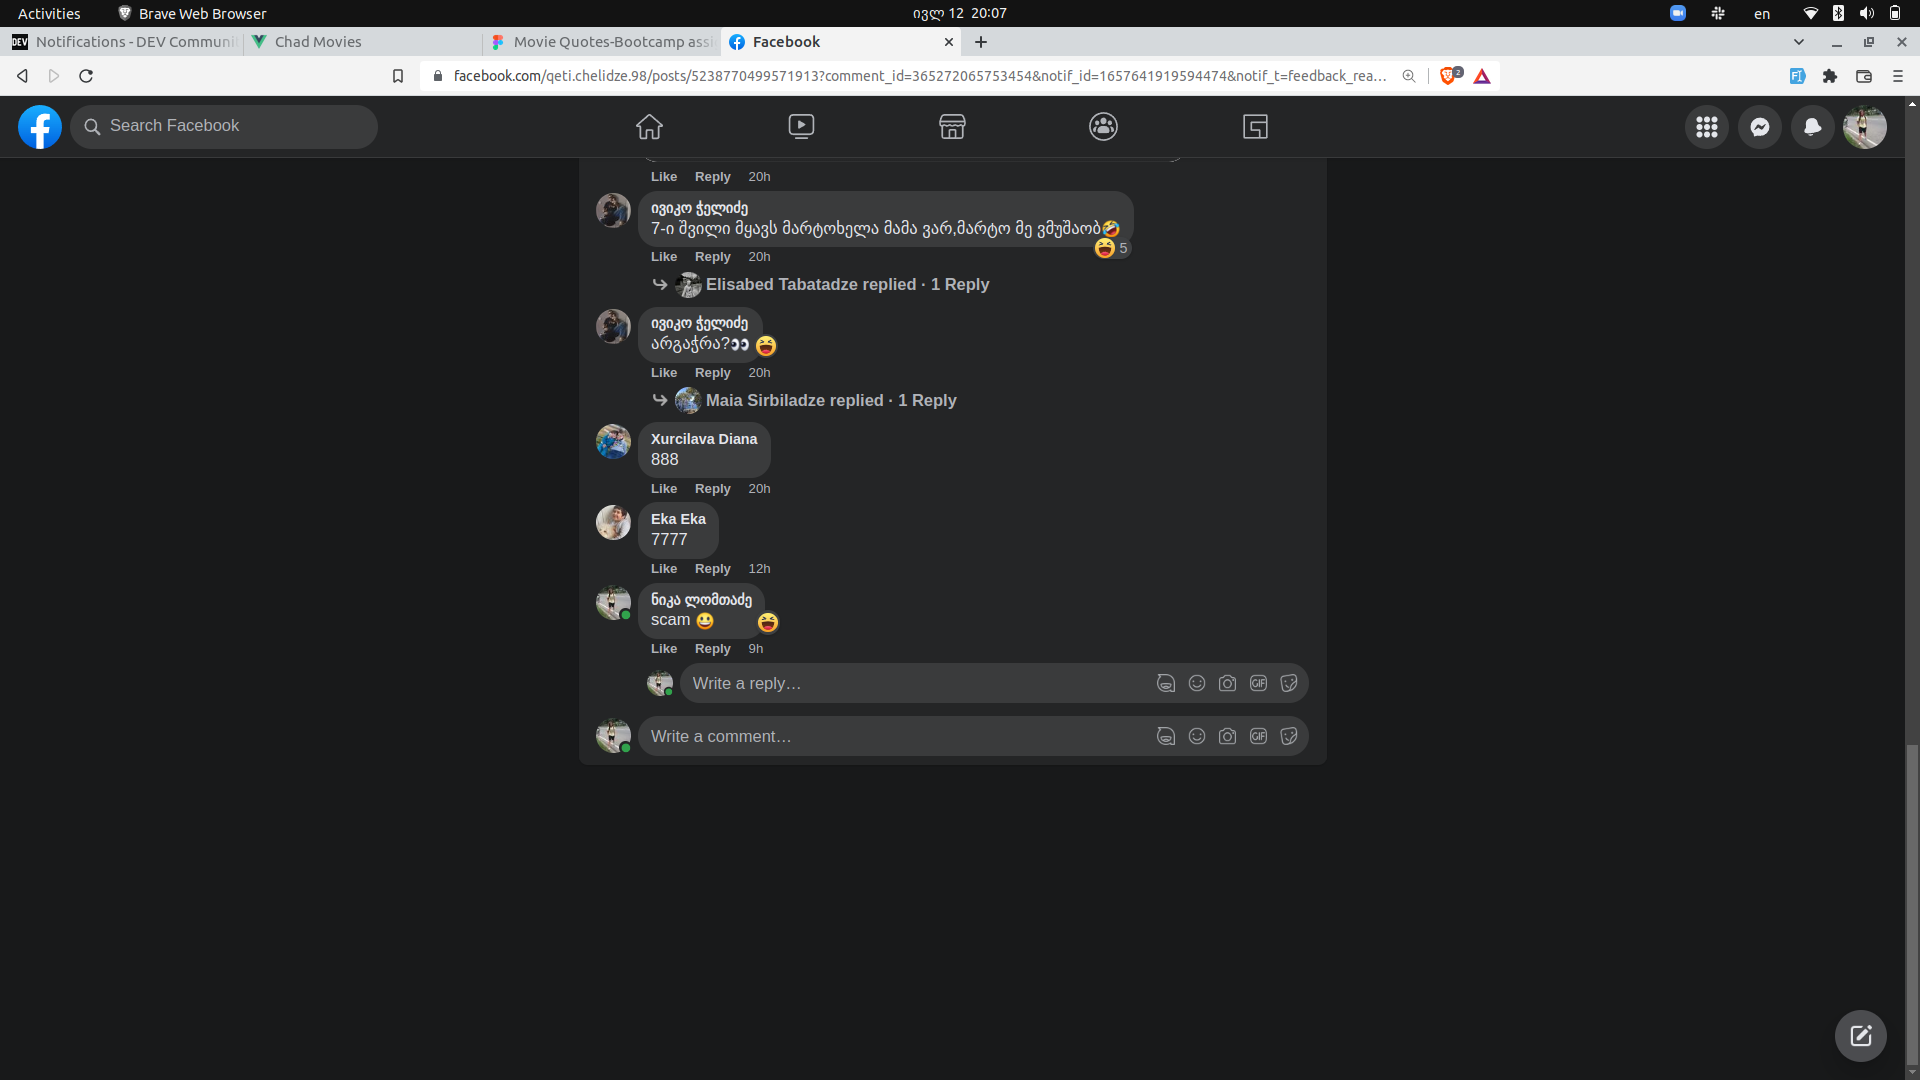 Activities
Brave Web Browser
ივლ 12 20:07
en
Notifications - DEV Communi
Chad Movies
Movie Quotes-Bootcamp assi
Facebook
facebook.com/qeti.chelidze.98/posts/5238770499571913?comment_id=365272065753454&notif_id=1657641919594474&notif_t=feedback_rea...
2
Search Facebook
Like Reply 20h
ივიკო ჭელიძე
7-ი შვილი მყავს მარტოხელა მამა ვარ,მარტო მე ვმუშაობ🤣
5
Like Reply 20h
Elisabed Tabatadze replied · 1 Reply
ივიკო ჭელიძე
არგაჭრა?👀
Like Reply 20h
Maia Sirbiladze replied · 1 Reply
Xurcilava Diana
888
Like Reply 20h
Eka Eka
7777
Like Reply 12h
ნიკა ლომთაძე
scam 😃
Like Reply 9h
Write a reply…
GIF
Write a comment…
GIF